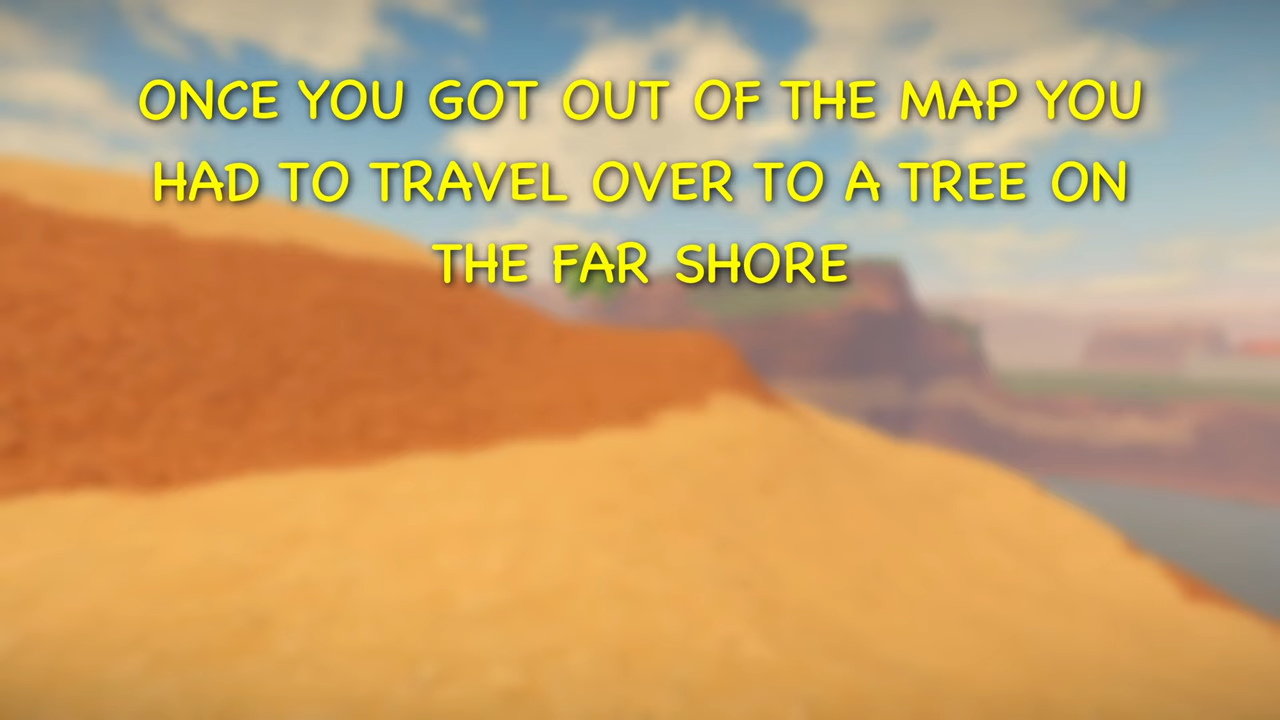 ONCE YOU GOT OUT OF THE MAP YOU
HAD TO TRAVEL OVER TO A TREE ON
THE FAR SHORE